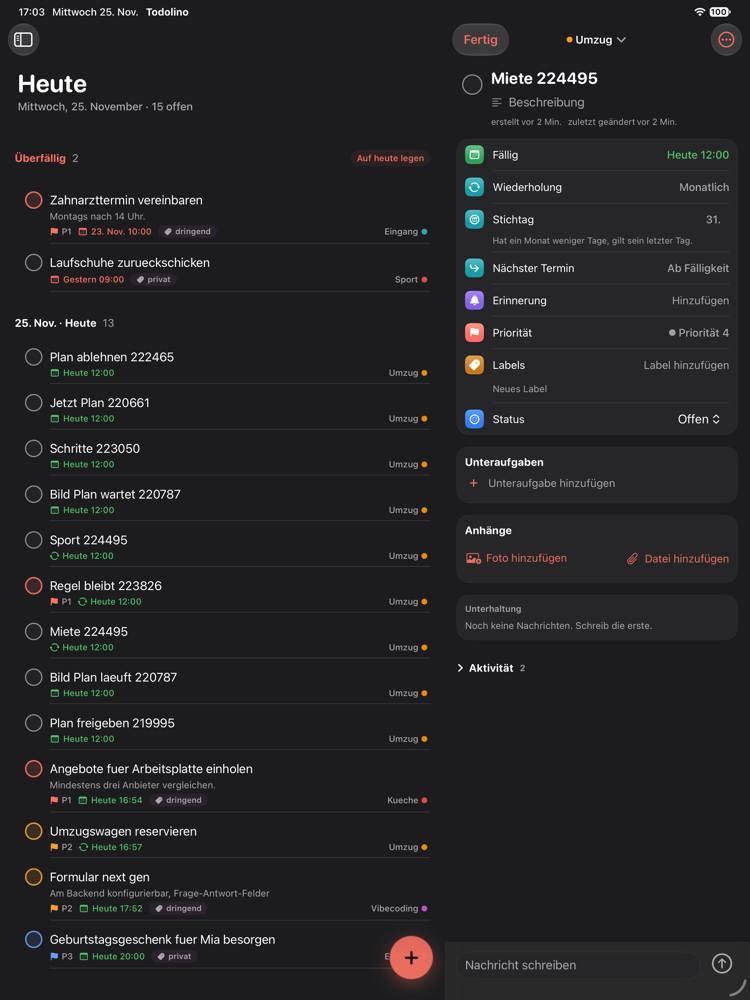 17:03 Mittwoch 25. Nov. Todolino
100
Heute
Mittwoch, 25. November · 15 offen
Überfällig 2
Auf heute legen
Zahnarzttermin vereinbaren
Montags nach 14 Uhr.
P1 23. Nov. 10:00 dringend Eingang
Laufschuhe zurueckschicken
Gestern 09:00 privat Sport
25. Nov. · Heute 13
Plan ablehnen 222465
Heute 12:00 Umzug
Jetzt Plan 220661
Heute 12:00 Umzug
Schritte 223050
Heute 12:00 Umzug
Bild Plan wartet 220787
Heute 12:00 Umzug
Sport 224495
Heute 12:00 Umzug
Regel bleibt 223826
P1 Heute 12:00 Umzug
Miete 224495
Heute 12:00 Umzug
Bild Plan laeuft 220787
Heute 12:00 Umzug
Plan freigeben 219995
Heute 12:00 Umzug
Angebote fuer Arbeitsplatte einholen
Mindestens drei Anbieter vergleichen.
P1 Heute 16:54 dringend Kueche
Umzugswagen reservieren
P2 Heute 16:57 Umzug
Formular next gen
Am Backend konfigurierbar, Frage-Antwort-Felder
P2 Heute 17:52 dringend Vibecoding
Geburtstagsgeschenk fuer Mia besorgen
P3 Heute 20:00 privat
Fertig
Umzug
Miete 224495
Beschreibung
erstellt vor 2 Min. zuletzt geändert vor 2 Min.
Fällig Heute 12:00
Wiederholung Monatlich
Stichtag 31.
Hat ein Monat weniger Tage, gilt sein letzter Tag.
Nächster Termin Ab Fälligkeit
Erinnerung Hinzufügen
Priorität Priorität 4
Labels Label hinzufügen
Neues Label
Status Offen
Unteraufgaben
+ Unteraufgabe hinzufügen
Anhänge
Foto hinzufügen Datei hinzufügen
Unterhaltung
Noch keine Nachrichten. Schreib die erste.
Aktivität 2
Nachricht schreiben